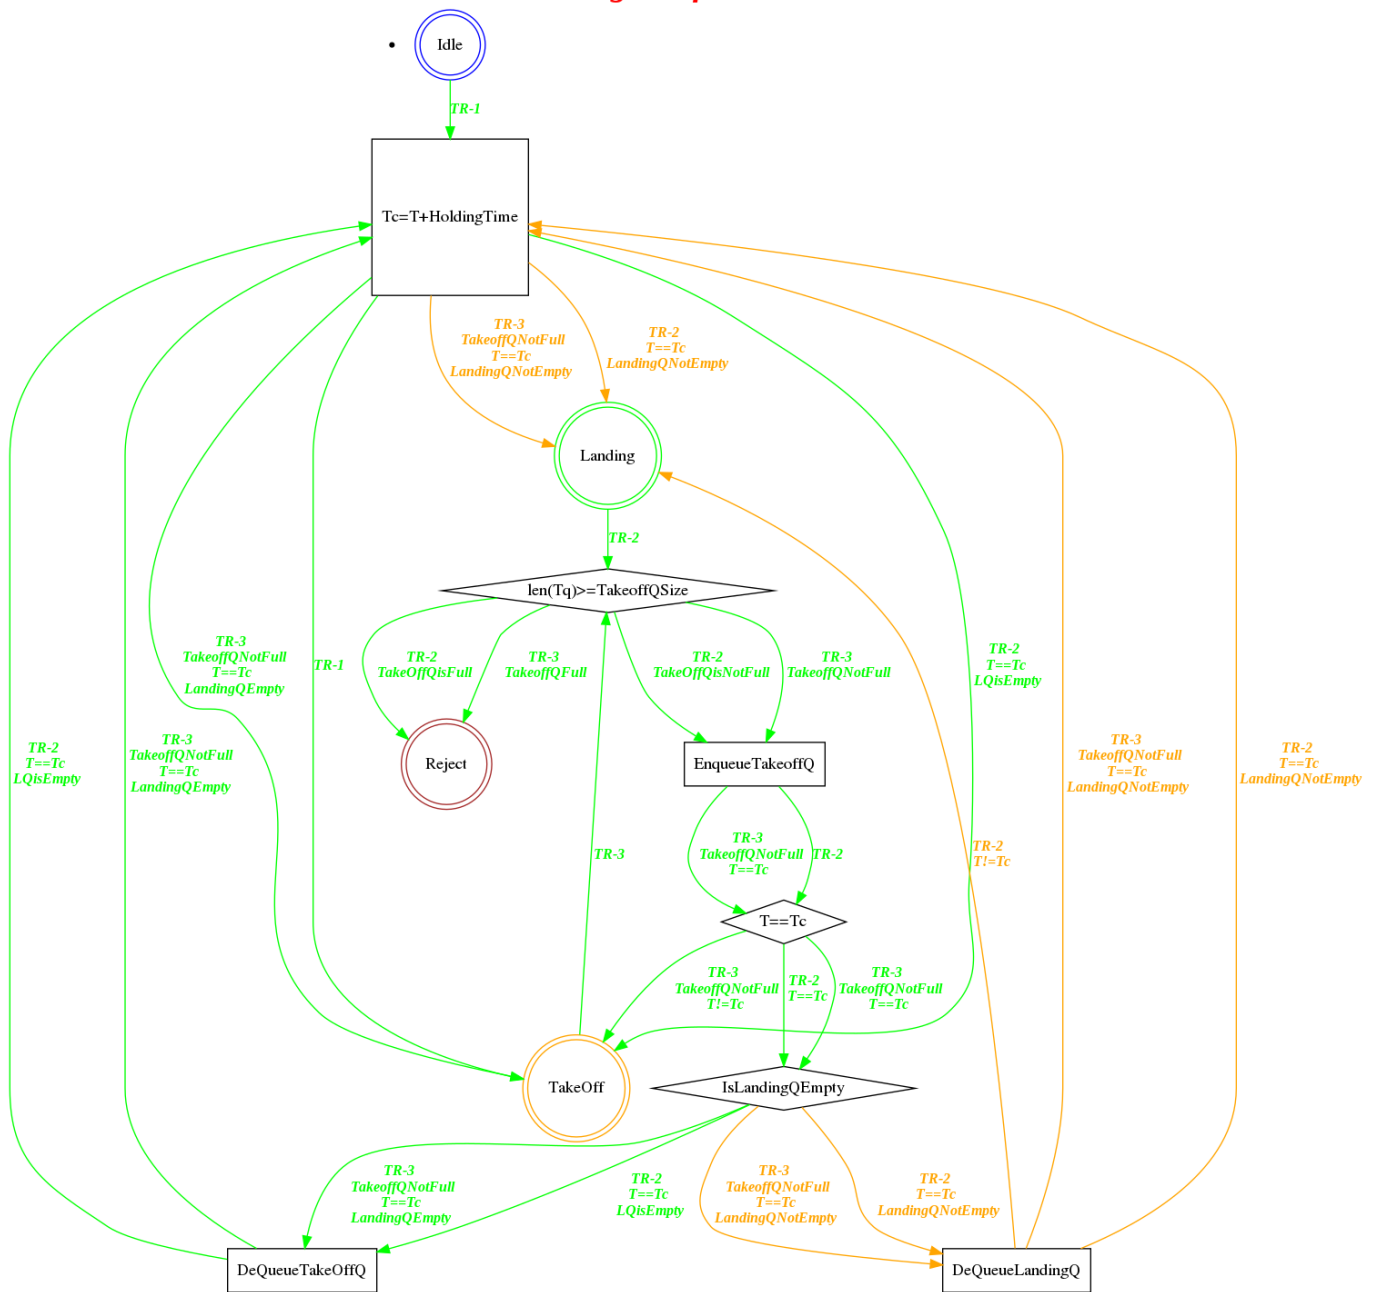 Idle
TR-1
Tc=T+HoldingTime
TR-3
TakeoffQNotFull
T==Tc
LandingQNotEmpty
TR-2
T==Tc
LandingQNotEmpty
Landing
TR-2
len(Tq)>=TakeoffQSize
TR-3
TakeoffQNotFull
T==Tc
LandingQEmpty
TR-1
TR-2
TakeOffQisFull
TR-3
TakeoffQFull
TR-2
TakeOffQisNotFull
TR-3
TakeoffQNotFull
TR-2
T==Tc
LQisEmpty
TR-2
T==Tc
LQisEmpty
TR-3
TakeoffQNotFull
T==Tc
LandingQEmpty
Reject
EnqueueTakeoffQ
TR-3
TakeoffQNotFull
T==Tc
LandingQNotEmpty
TR-2
T==Tc
LandingQNotEmpty
TR-3
TR-3
TakeoffQNotFull
T==Tc
TR-2
TR-2
T!=Tc
T==Tc
TR-3
TakeoffQNotFull
T!=Tc
TR-2
T==Tc
TR-3
TakeoffQNotFull
T==Tc
TakeOff
IsLandingQEmpty
TR-3
TakeoffQNotFull
T==Tc
LandingQEmpty
TR-2
T==Tc
LQisEmpty
TR-3
TakeoffQNotFull
T==Tc
LandingQNotEmpty
TR-2
T==Tc
LandingQNotEmpty
DeQueueTakeOffQ
DeQueueLandingQ